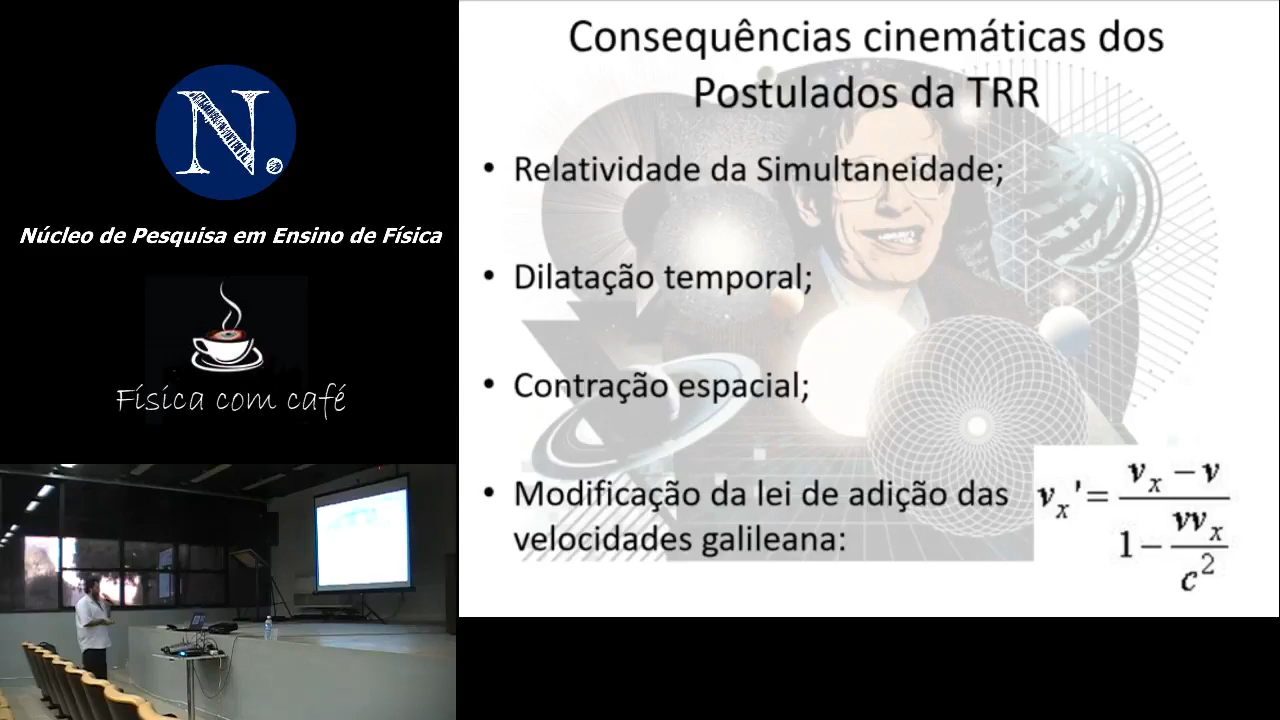 N.
Núcleo de Pesquisa em Ensino de Física
Física com café
Consequências cinemáticas dos
Postulados da TRR
• Relatividade da Simultaneidade;
• Dilatação temporal;
• Contração espacial;
• Modificação da lei de adição das
velocidades galileana:
vₓ'= (vₓ − v) / (1 − vvₓ/c²)